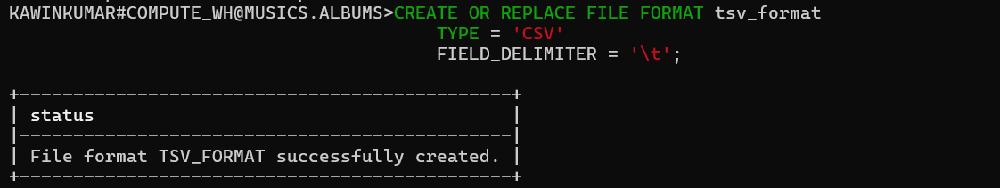 KAWINKUMAR#COMPUTE_WH@MUSICS.ALBUMS>CREATE OR REPLACE FILE FORMAT tsv_format
TYPE = 'CSV'
FIELD_DELIMITER = '\t';
+----------------------------------------------+
| status                                       |
|----------------------------------------------|
| File format TSV_FORMAT successfully created. |
+----------------------------------------------+